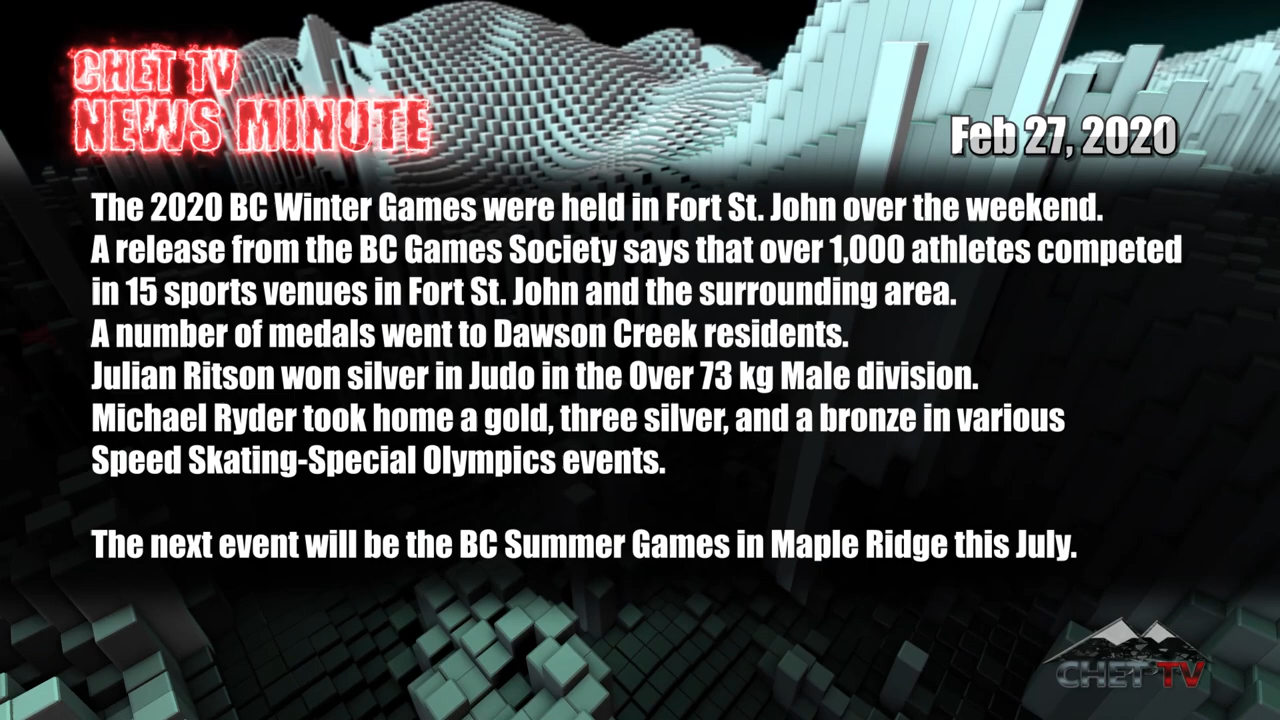 CHET TV
NEWS MINUTE
Feb 27, 2020
The 2020 BC Winter Games were held in Fort St. John over the weekend.
A release from the BC Games Society says that over 1,000 athletes competed
in 15 sports venues in Fort St. John and the surrounding area.
A number of medals went to Dawson Creek residents.
Julian Ritson won silver in Judo in the Over 73 kg Male division.
Michael Ryder took home a gold, three silver, and a bronze in various
Speed Skating-Special Olympics events.
The next event will be the BC Summer Games in Maple Ridge this July.
CHET TV